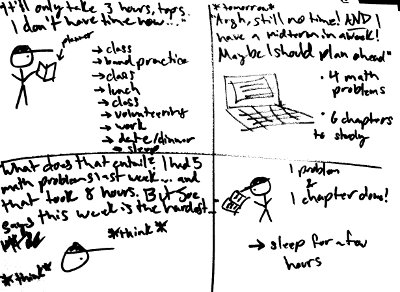 It'll only take 3 hours, tops.
I don't have time now...
planner
→ class
→ band practice
→ class
→ lunch
→ class
→ volunteering
→ work
→ date/dinner
→ sleep
*tomorrow*
"Argh, still no time! AND I
have a midterm in a week!
Maybe I should plan ahead"
• 4 math
problems
• 6 chapters
to study
What does that entail? I had 5
math problems last week... and
that took 8 hours. But
says this week is the hardest...
*think*
*think*
1 problem
&
1 chapter down!
→ sleep for a few
hours